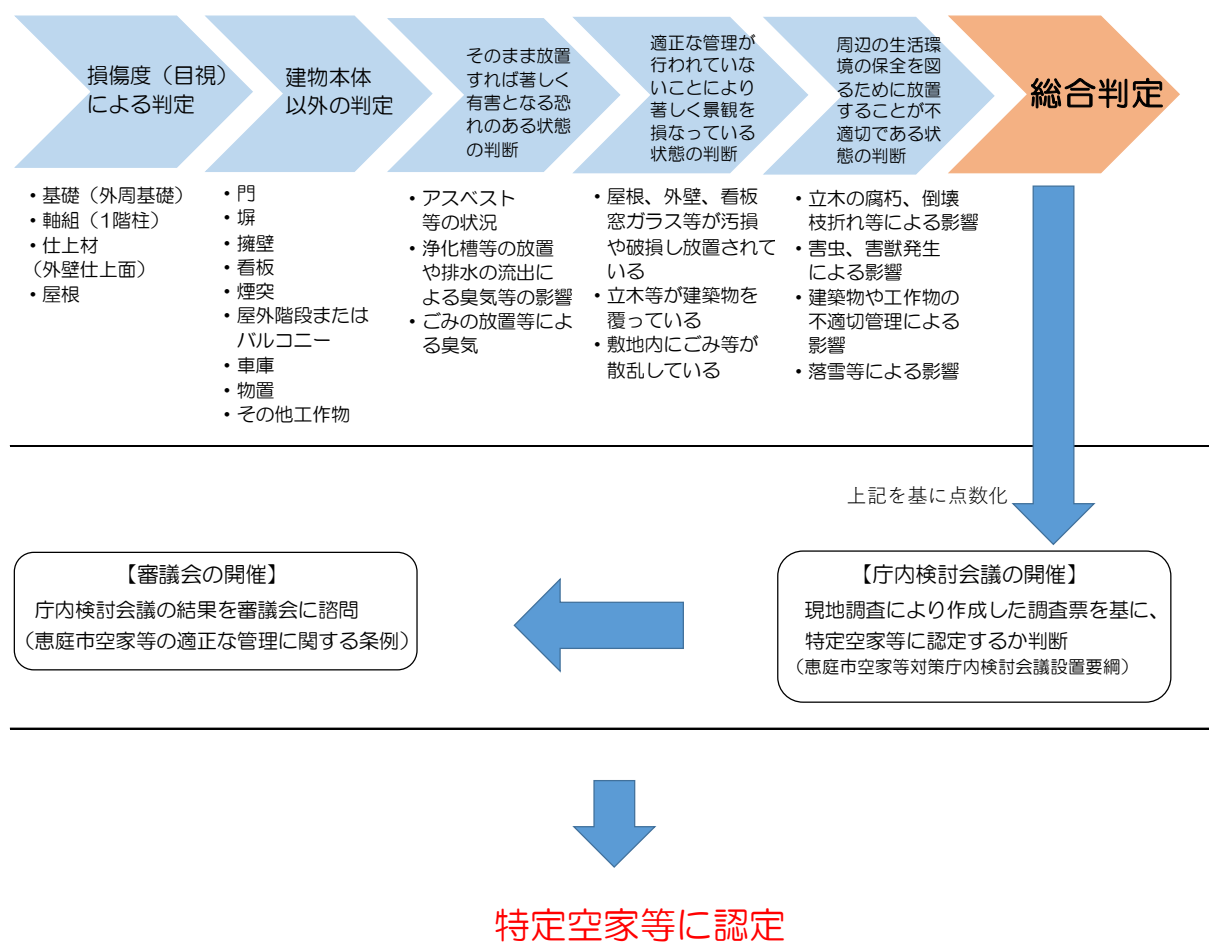 損傷度（目視）
による判定
建物本体
以外の判定
そのまま放置
すれば著しく
有害となる恐
れのある状態
の判断
適正な管理が
行われていな
いことにより
著しく景観を
損なっている
状態の判断
周辺の生活環
境の保全を図
るために放置
することが不
適切である状
態の判断
総合判定
・基礎（外周基礎）
・軸組（1階柱）
・仕上材
（外壁仕上面）
・屋根
・門
・塀
・擁壁
・看板
・煙突
・屋外階段または
バルコニー
・車庫
・物置
・その他工作物
・アスベスト
等の状況
・浄化槽等の放置
や排水の流出に
よる臭気等の影響
・ごみの放置等によ
る臭気
・屋根、外壁、看板
窓ガラス等が汚損
や破損し放置されて
いる
・立木等が建築物を
覆っている
・敷地内にごみ等が
散乱している
・立木の腐朽、倒壊
枝折れ等による影響
・害虫、害獣発生
による影響
・建築物や工作物の
不適切管理による
影響
・落雪等による影響
上記を基に点数化
【庁内検討会議の開催】
現地調査により作成した調査票を基に、
特定空家等に認定するか判断
（恵庭市空家等対策庁内検討会議設置要綱）
【審議会の開催】
庁内検討会議の結果を審議会に諮問
（恵庭市空家等の適正な管理に関する条例）
特定空家等に認定